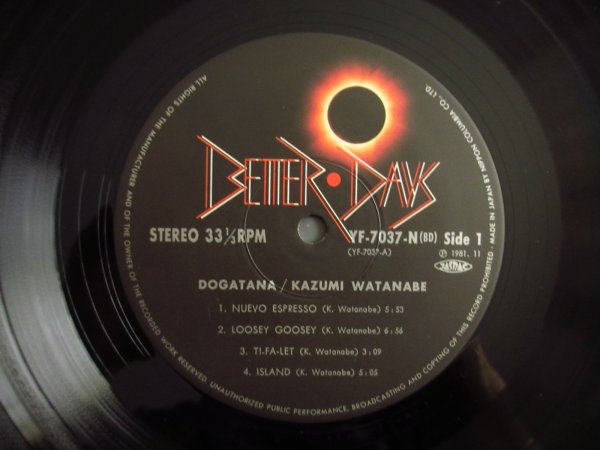 BETTER·DAYS
STEREO 33⅓RPM
YF-7037-N(BD) Side 1
(YF-7037-A)
Ⓟ 1981. 11
JASRAC
DOGATANA / KAZUMI WATANABE
1. NUEVO ESPRESSO (K. Watanabe) 5:53
2. LOOSEY GOOSEY (K. Watanabe) 6:56
3. TI-FA-LET (K. Watanabe) 3:09
4. ISLAND (K. Watanabe) 5:05
ALL RIGHTS OF THE MANUFACTURER AND OF THE OWNER OF THE RECORDED WORK RESERVED. UNAUTHORIZED PUBLIC PERFORMANCE, BROADCASTING AND COPYING OF THIS RECORD PROHIBITED · MADE IN JAPAN BY NIPPON COLUMBIA CO., LTD.